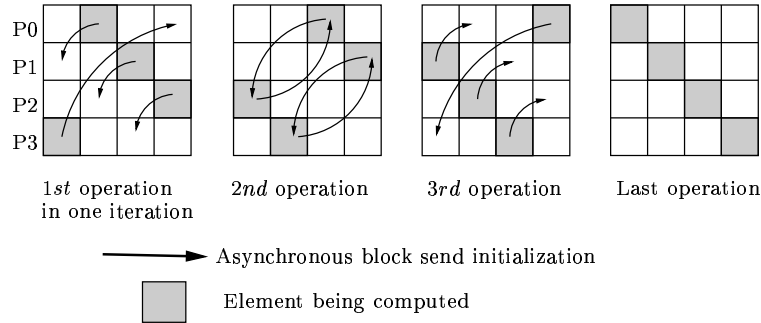 P0
P1
P2
P3
1st operation
in one iteration
2nd operation
3rd operation
Last operation
Asynchronous block send initialization
Element being computed